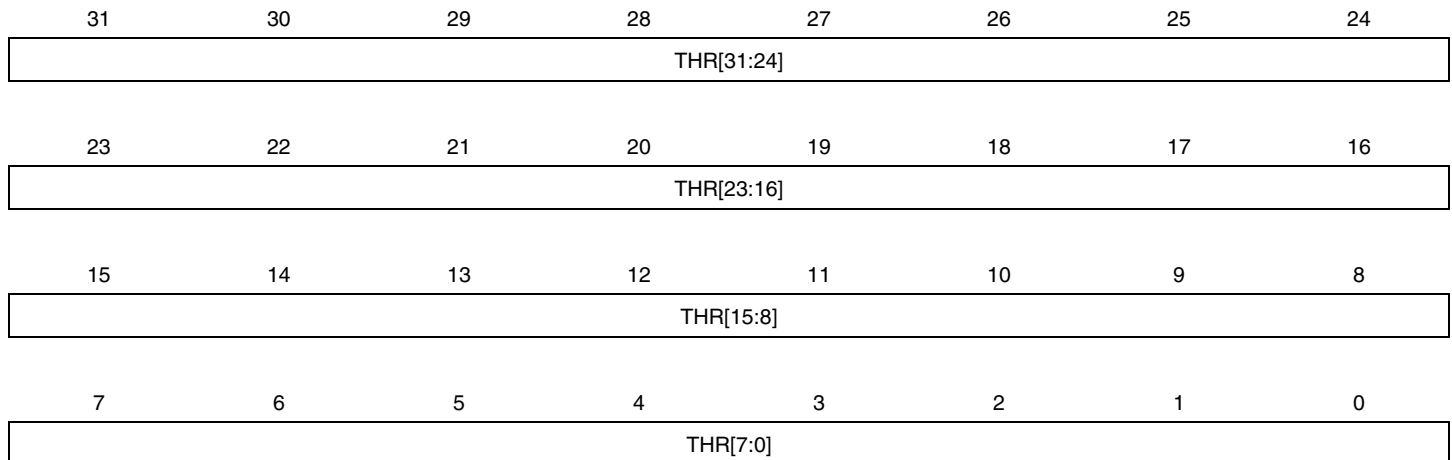 31 30 29 28 27 26 25 24
THR[31:24]
23 22 21 20 19 18 17 16
THR[23:16]
15 14 13 12 11 10 9 8
THR[15:8]
7 6 5 4 3 2 1 0
THR[7:0]